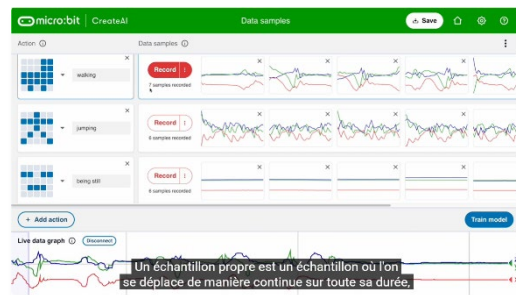 micro:bit | CreateAI
Data samples
Save
Action
Data samples
walking
Record
7 samples recorded
jumping
Record
8 samples recorded
being still
Record
8 samples recorded
+ Add action
Train model
Live data graph
Disconnect
Un échantillon propre est un échantillon où l'on
se déplace de manière continue sur toute sa durée,